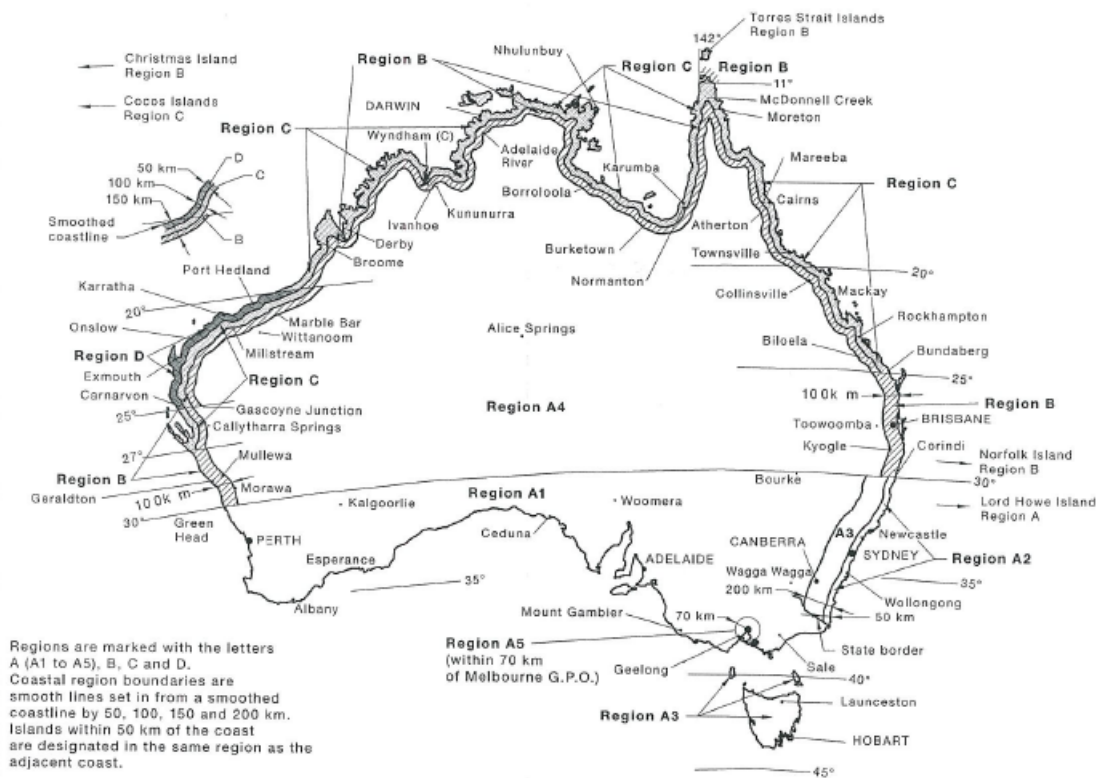 Torres Strait Islands
Region B
142°
Nhulunbuy
Christmas Island
Region B
Region B
Region C
Region B
11°
Cocos Islands
Region C
DARWIN
McDonnell Creek
Moreton
Region C
Wyndham (C)
Adelaide
River
Karumba
Mareeba
50 km
D
C
100 km
150 km
Borroloola
Region C
Smoothed
coastline
B
Ivanhoe
Kununurra
Atherton
Cairns
Derby
Burketown
Townsville
Port Hedland
Broome
Normanton
20°
Karratha
Collinsville
Mackay
20°
Marble Bar
Alice Springs
Onslow
Wittanoom
Rockhampton
Region D
Millistream
Biloela
Bundaberg
Exmouth
Region C
25°
Carnarvon
100k m
Region B
25°
Gascoyne Junction
Region A4
Toowoomba
BRISBANE
Callytharra Springs
Kyogle
Corindi
27°
Mullewa
Norfolk Island
Region B
Region B
Geraldton
100k m
Morawa
Bourke
30°
Region A1
Kalgoorlie
Woomera
Lord Howe Island
Region A
30°
Green
Head
Ceduna
A3
Newcastle
PERTH
CANBERRA
SYDNEY
Region A2
Esperance
ADELAIDE
Wagga Wagga
35°
35°
200 km
Wollongong
Albany
Mount Gambier
70 km
50 km
Region A5
(within 70 km
of Melbourne G.P.O.)
State border
Geelong
Sale
40°
Launceston
Region A3
HOBART
45°
Regions are marked with the letters
A (A1 to A5), B, C and D.
Coastal region boundaries are
smooth lines set in from a smoothed
coastline by 50, 100, 150 and 200 km.
Islands within 50 km of the coast
are designated in the same region as the
adjacent coast.